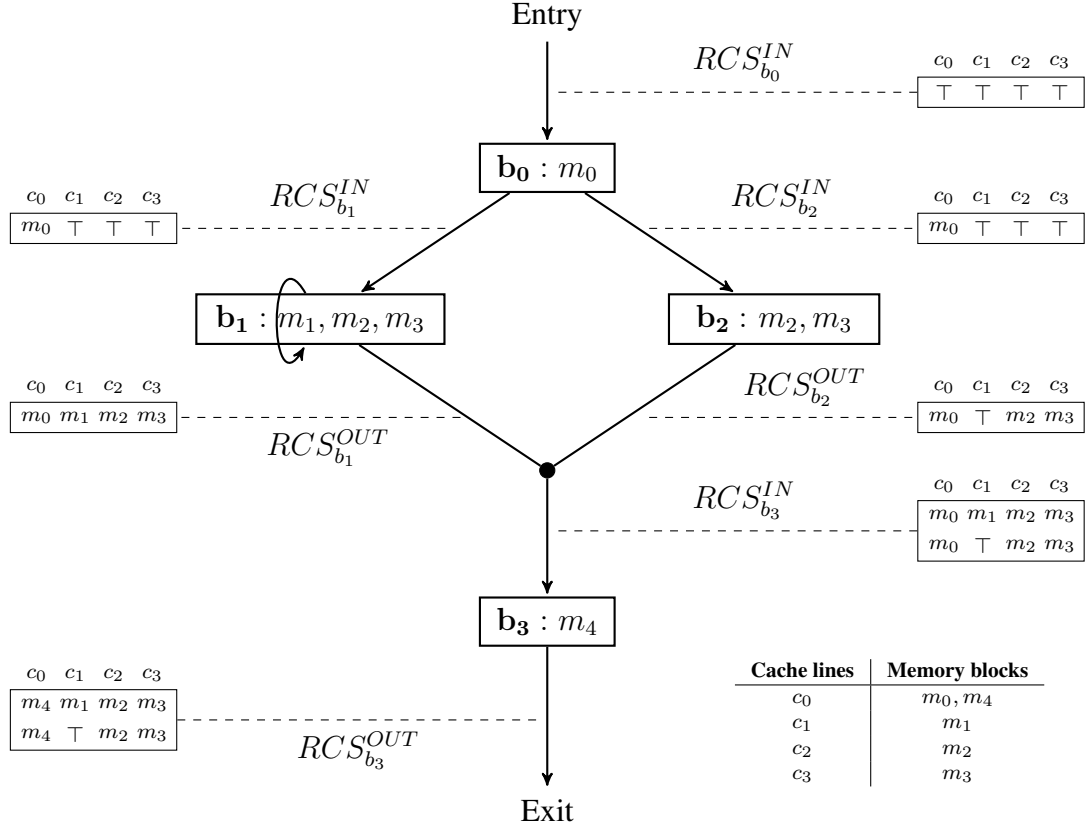 Entry
RCS^{IN}_{b_0}
c_0 c_1 c_2 c_3
⊤ ⊤ ⊤ ⊤
b_0 : m_0
c_0 c_1 c_2 c_3
m_0 ⊤ ⊤ ⊤
RCS^{IN}_{b_1}
RCS^{IN}_{b_2}
c_0 c_1 c_2 c_3
m_0 ⊤ ⊤ ⊤
b_1 : m_1, m_2, m_3
b_2 : m_2, m_3
c_0 c_1 c_2 c_3
m_0 m_1 m_2 m_3
RCS^{OUT}_{b_1}
RCS^{OUT}_{b_2}
c_0 c_1 c_2 c_3
m_0 ⊤ m_2 m_3
RCS^{IN}_{b_3}
c_0 c_1 c_2 c_3
m_0 m_1 m_2 m_3
m_0 ⊤ m_2 m_3
b_3 : m_4
c_0 c_1 c_2 c_3
m_4 m_1 m_2 m_3
m_4 ⊤ m_2 m_3
RCS^{OUT}_{b_3}
Cache lines Memory blocks
c_0 m_0, m_4
c_1 m_1
c_2 m_2
c_3 m_3
Exit